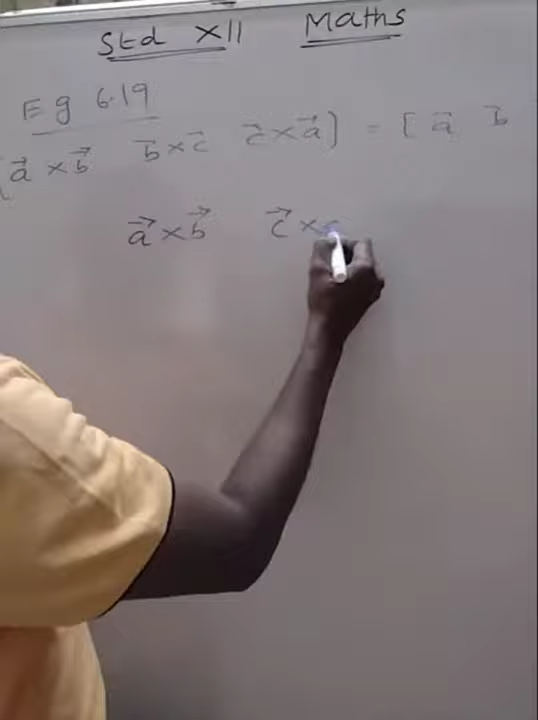 Std XII Maths
Eg 6.19
[a⃗ × b⃗ b⃗ × c⃗ c⃗ × a⃗] = [a⃗ b⃗
a⃗ × b⃗ c⃗ ×